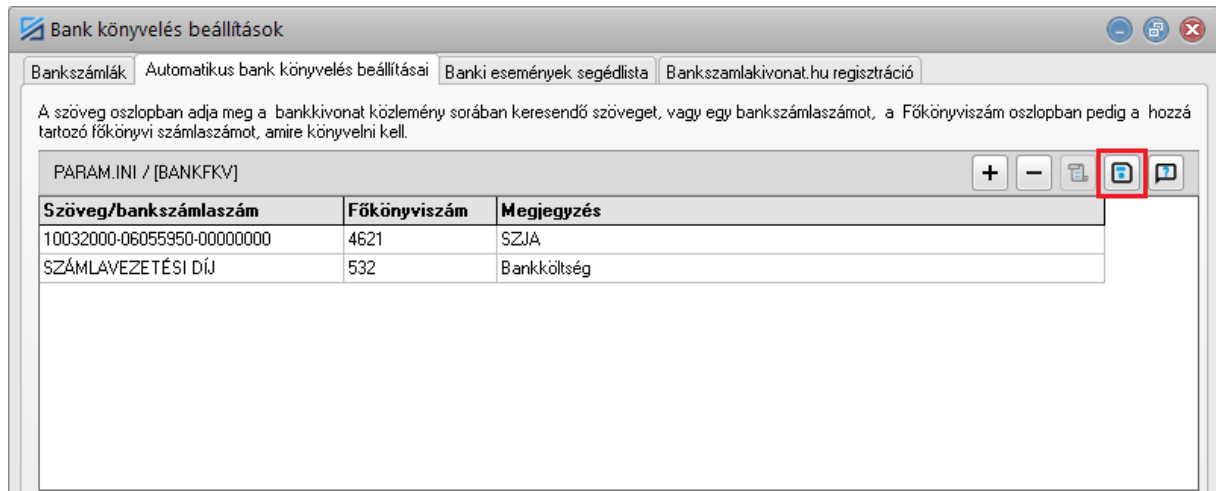 Bank könyvelés beállítások
Bankszámlák Automatikus bank könyvelés beállításai Banki események segédlista Bankszamlakivonat.hu regisztráció
A szöveg oszlopban adja meg a bankkivonat közlemény sorában keresendő szöveget, vagy egy bankszámlaszámot, a Főkönyviszám oszlopban pedig a hozzá
tartozó főkönyvi számlaszámot, amire könyvelni kell.
PARAM.INI / [BANKFKV]
Szöveg/bankszámlaszám Főkönyviszám Megjegyzés
10032000-06055950-00000000 4621 SZJA
SZÁMLAVEZETÉSI DÍJ 532 Bankköltség